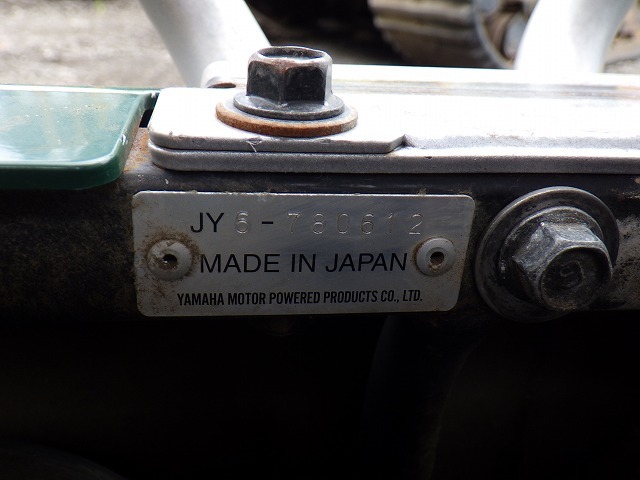 JY6-780612
MADE IN JAPAN
YAMAHA MOTOR POWERED PRODUCTS CO., LTD.